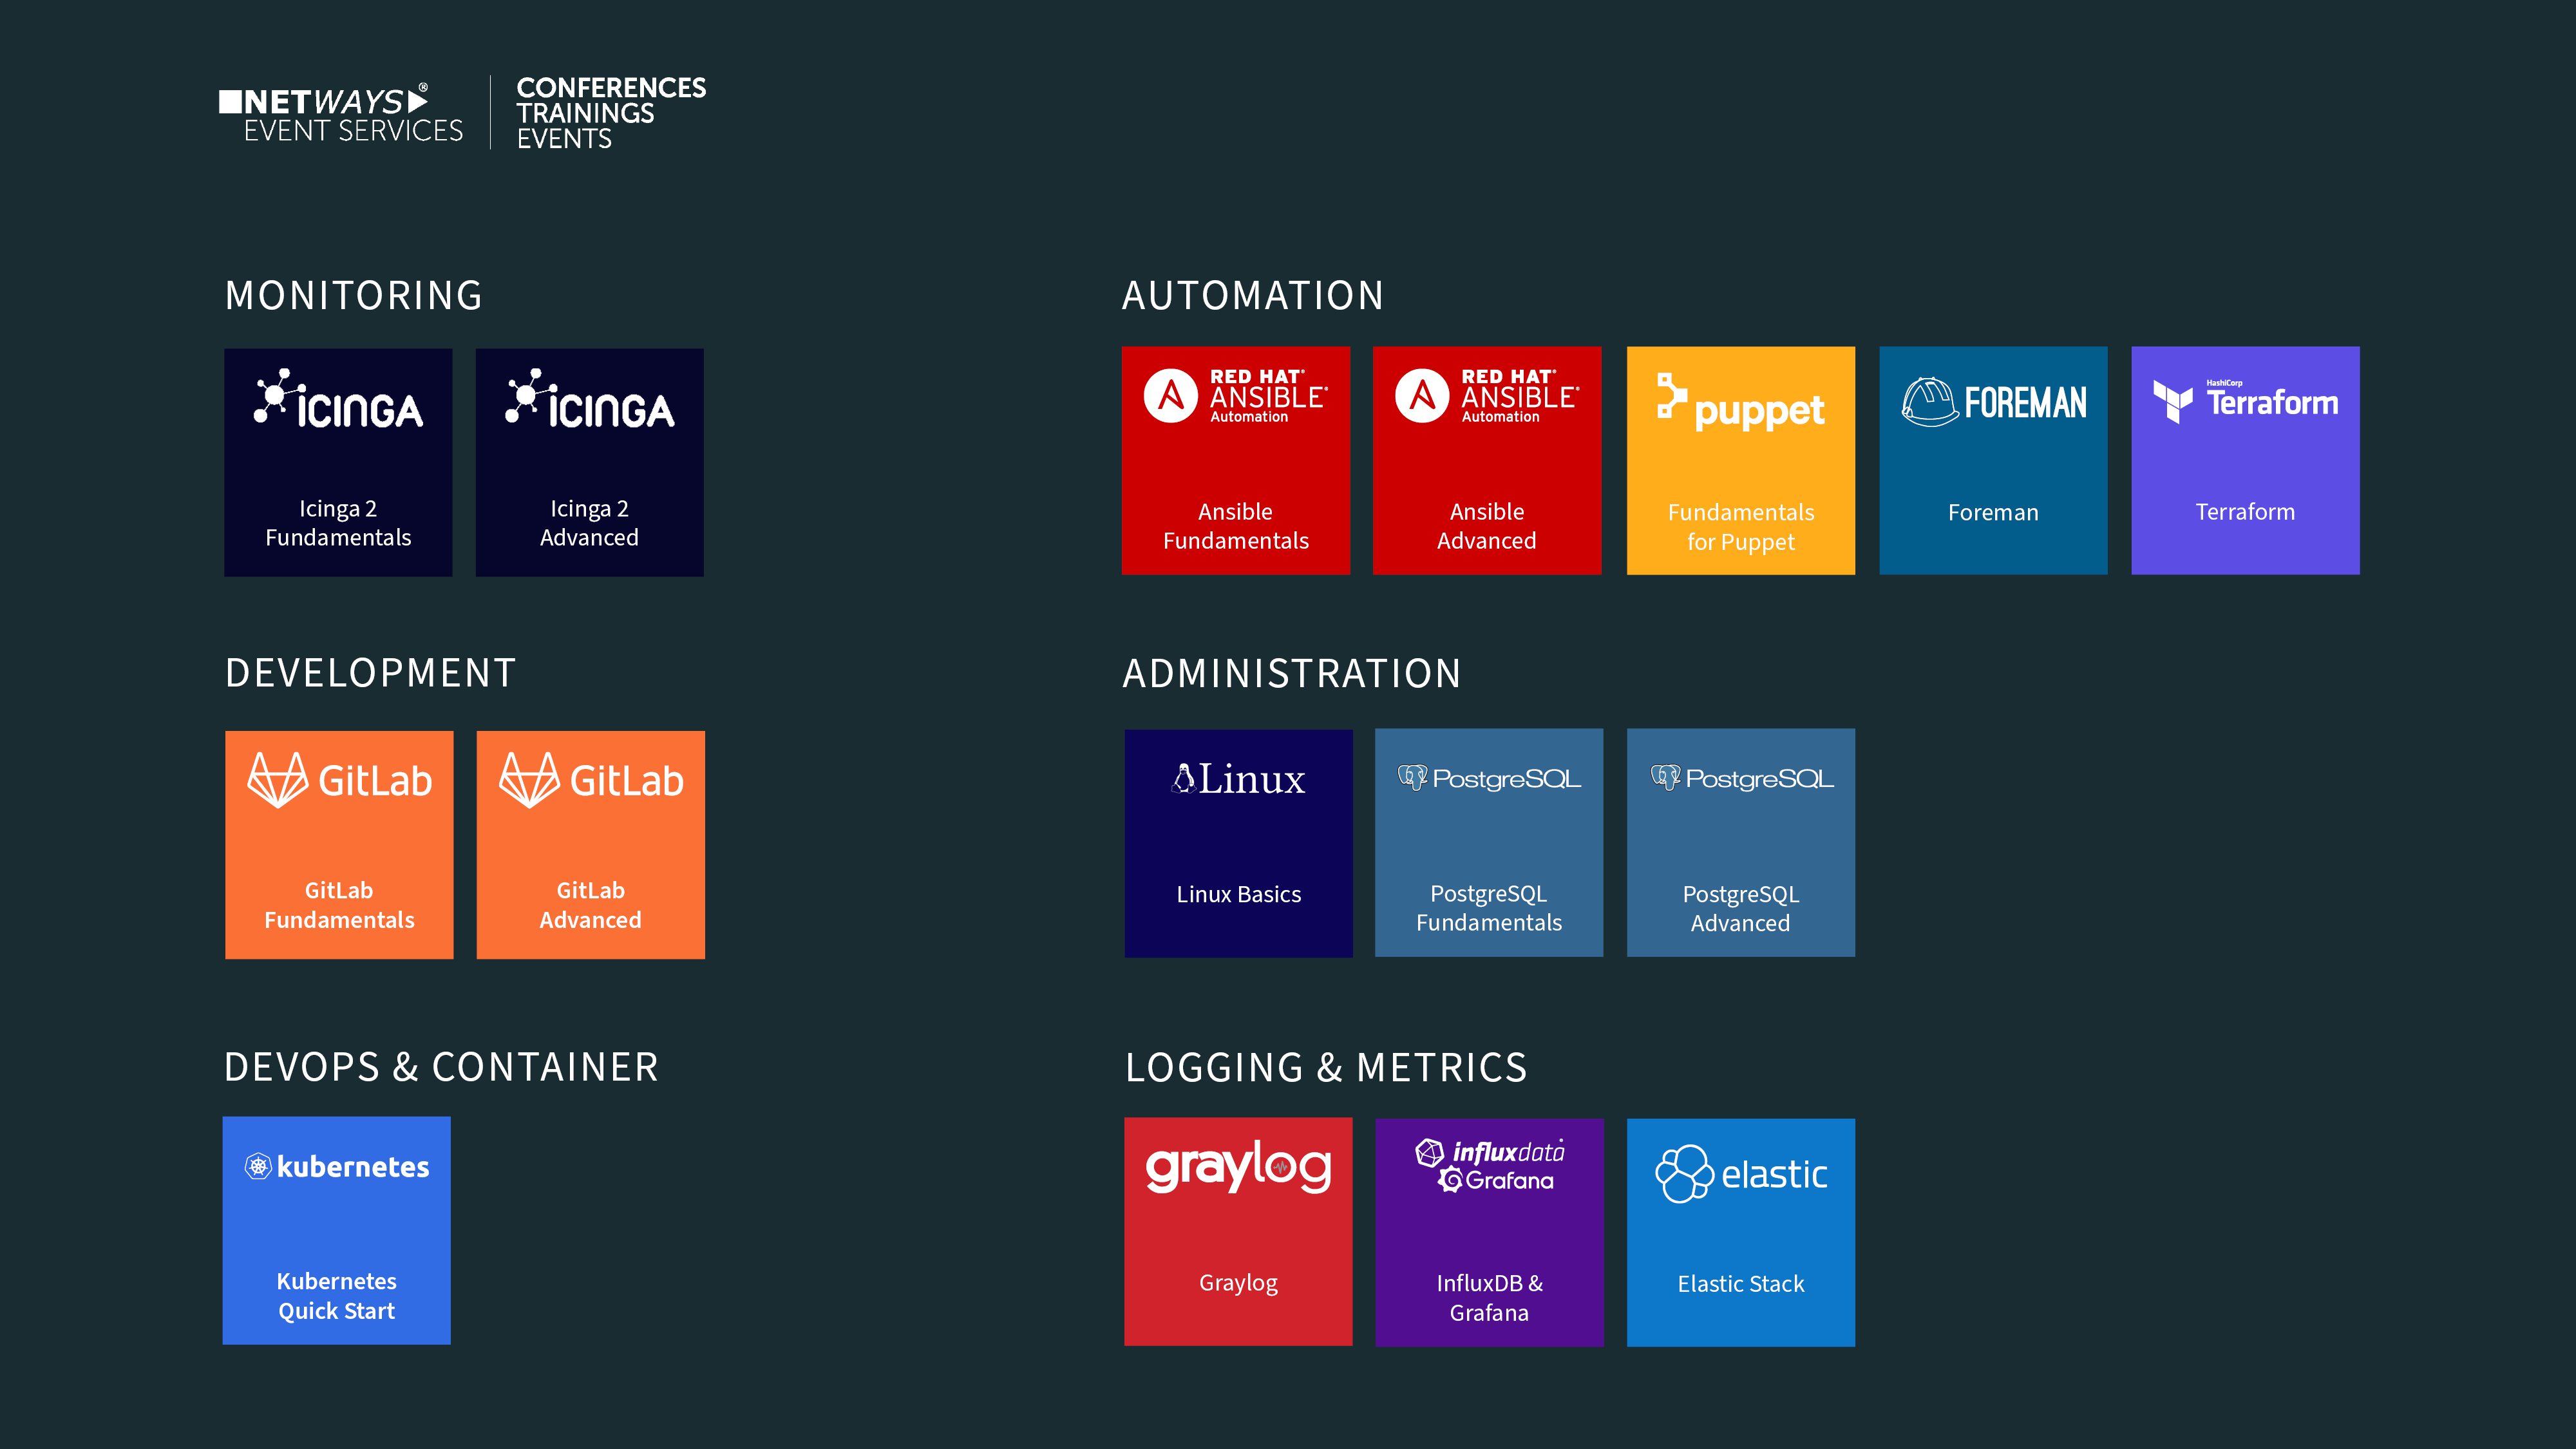 NETWAYS®
EVENT SERVICES
CONFERENCES
TRAININGS
EVENTS
MONITORING
ICINGA
Icinga 2
Fundamentals
ICINGA
Icinga 2
Advanced
AUTOMATION
RED HAT®
ANSIBLE®
Automation
Ansible
Fundamentals
RED HAT®
ANSIBLE®
Automation
Ansible
Advanced
puppet
Fundamentals
for Puppet
FOREMAN
Foreman
HashiCorp
Terraform
Terraform
DEVELOPMENT
GitLab
GitLab
Fundamentals
GitLab
GitLab
Advanced
ADMINISTRATION
Linux
Linux Basics
PostgreSQL
PostgreSQL
Fundamentals
PostgreSQL
PostgreSQL
Advanced
DEVOPS & CONTAINER
kubernetes
Kubernetes
Quick Start
LOGGING & METRICS
graylog
Graylog
influxdata
Grafana
InfluxDB &
Grafana
elastic
Elastic Stack